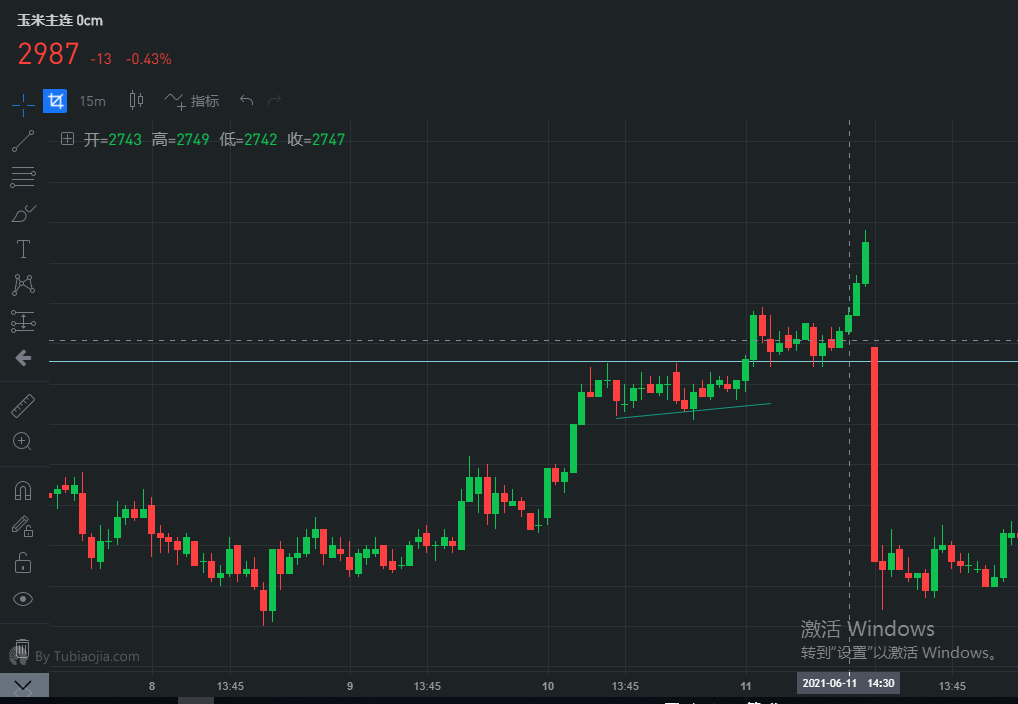 玉米主连 0cm
2987 -13 -0.43%
15m 指标
开=2743 高=2749 低=2742 收=2747
T
激活 Windows
转到“设置”以激活 Windows。
By Tubiaojia.com
8 13:45 9 13:45 10 13:45 11 2021-06-11 14:30 13:45